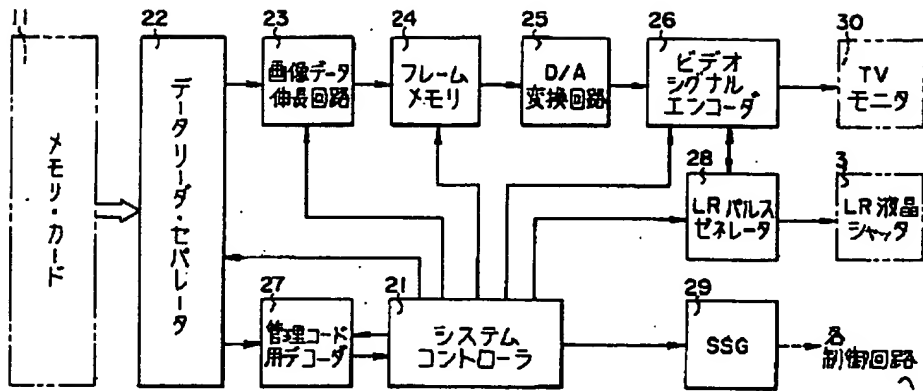 11
メモリ・カード
22
データリーダ・セパレータ
23
画像データ
伸長回路
24
フレーム
メモリ
25
D/A
変換回路
26
ビデオ
シグナル
エンコーダ
30
TV
モニタ
28
LRパルス
ゼネレータ
3
LR液晶
シャッタ
27
管理コード
用デコーダ
21
システム
コントローラ
29
SSG
各
制御回路
へ